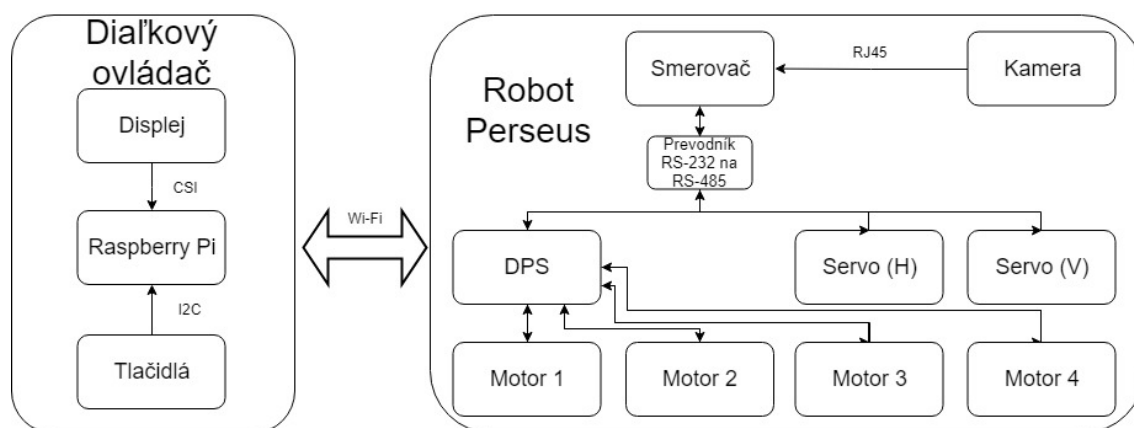 Diaľkový
ovládač
Displej
CSI
Raspberry Pi
I2C
Tlačidlá
Wi-Fi
Robot
Perseus
Smerovač
RJ45
Kamera
Prevodník
RS-232 na
RS-485
DPS
Servo (H)
Servo (V)
Motor 1
Motor 2
Motor 3
Motor 4